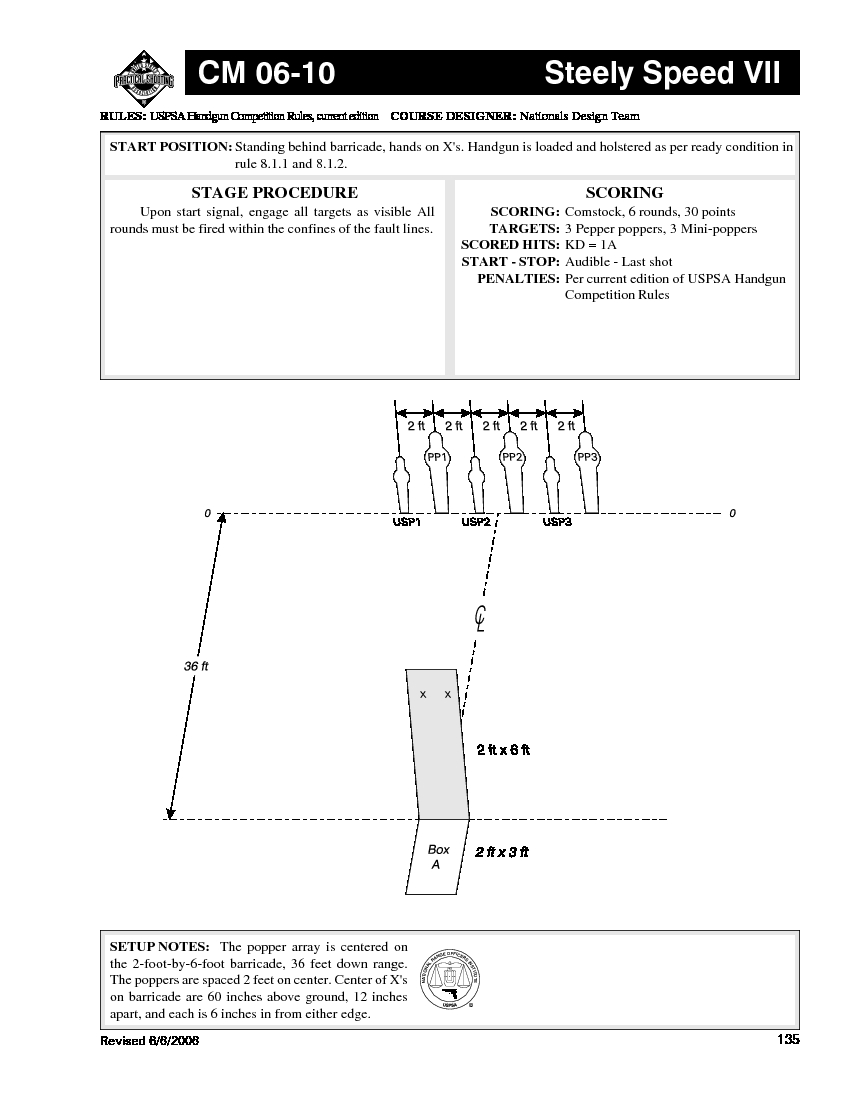 CM 06-10 Steely Speed VII
RULES: USPSA Handgun Competition Rules, current edition COURSE DESIGNER: Nationals Design Team
START POSITION: Standing behind barricade, hands on X's. Handgun is loaded and holstered as per ready condition in
rule 8.1.1 and 8.1.2.
STAGE PROCEDURE
Upon start signal, engage all targets as visible All
rounds must be fired within the confines of the fault lines.
SCORING
SCORING: Comstock, 6 rounds, 30 points
TARGETS: 3 Pepper poppers, 3 Mini-poppers
SCORED HITS: KD = 1A
START - STOP: Audible - Last shot
PENALTIES: Per current edition of USPSA Handgun
Competition Rules
2 ft 2 ft 2 ft 2 ft 2 ft
PP1 PP2 PP3
0 0
USP1 USP2 USP3
CL
36 ft
x x
2 ft x 6 ft
Box
A
2 ft x 3 ft
SETUP NOTES: The popper array is centered on
the 2-foot-by-6-foot barricade, 36 feet down range.
The poppers are spaced 2 feet on center. Center of X's
on barricade are 60 inches above ground, 12 inches
apart, and each is 6 inches in from either edge.
USPSA
Revised 6/6/2006 135